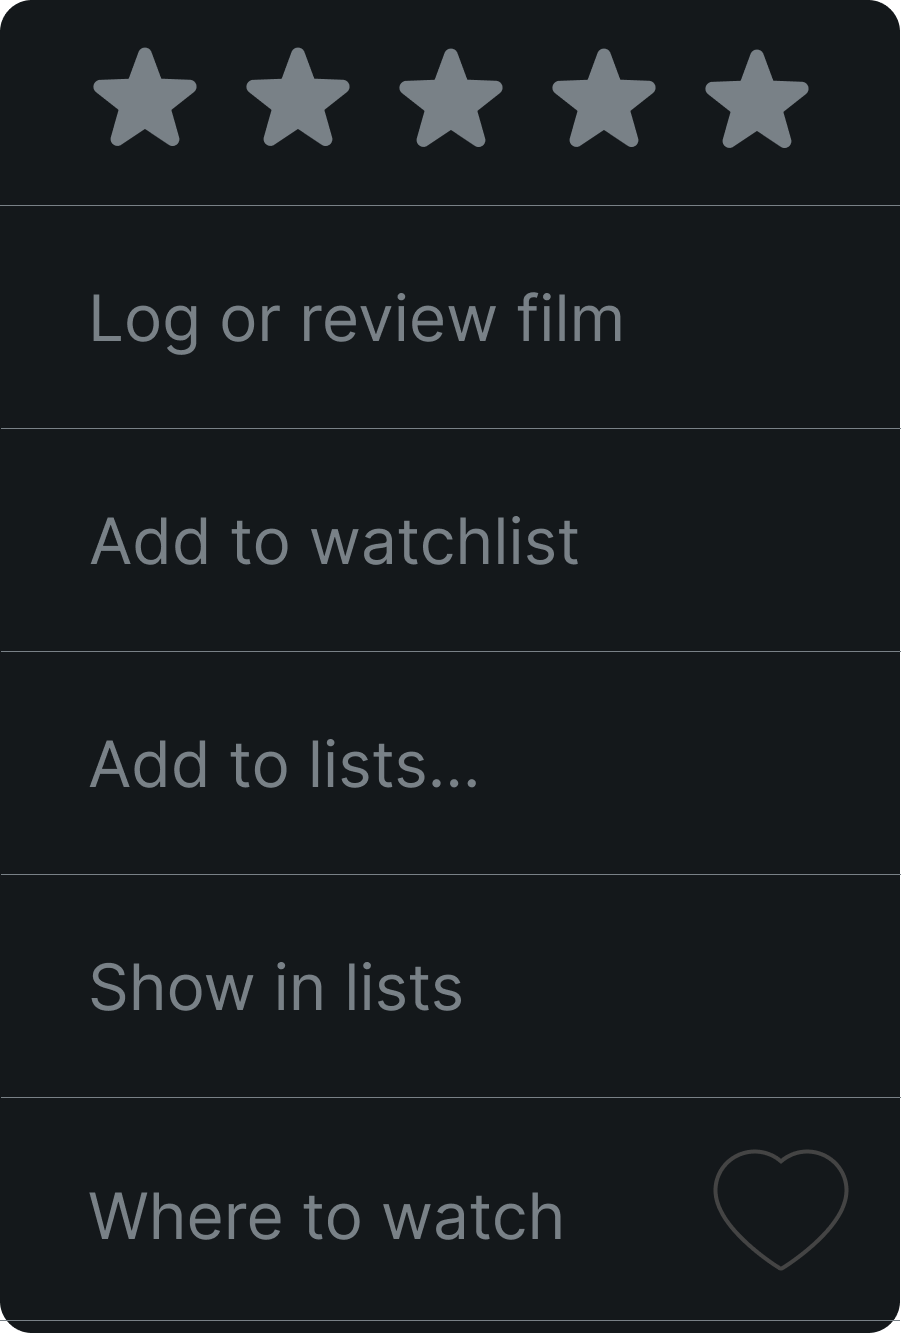 Log or review film
Add to watchlist
Add to lists...
Show in lists
Where to watch